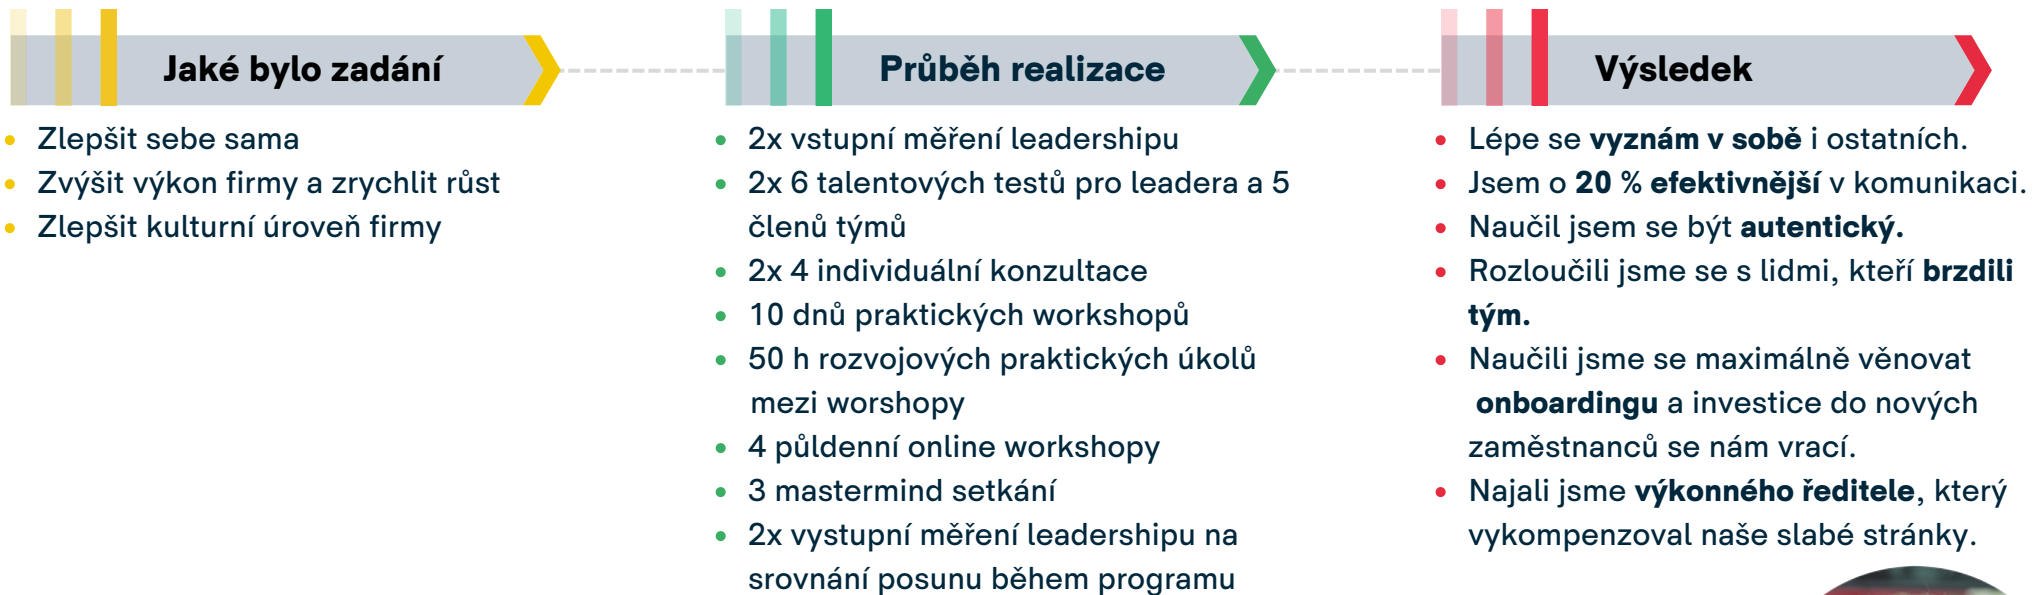 Jaké bylo zadání
Zlepšit sebe sama
Zvýšit výkon firmy a zrychlit růst
Zlepšit kulturní úroveň firmy
Průběh realizace
2x vstupní měření leadershipu
2x 6 talentových testů pro leadera a 5
členů týmů
2x 4 individuální konzultace
10 dnů praktických workshopů
50 h rozvojových praktických úkolů
mezi worshopy
4 půldenní online workshopy
3 mastermind setkání
2x vystupní měření leadershipu na
srovnání posunu během programu
Výsledek
Lépe se vyznám v sobě i ostatních.
Jsem o 20 % efektivnější v komunikaci.
Naučil jsem se být autentický.
Rozloučili jsme se s lidmi, kteří brzdili
tým.
Naučili jsme se maximálně věnovat
onboardingu a investice do nových
zaměstnanců se nám vrací.
Najali jsme výkonného ředitele, který
vykompenzoval naše slabé stránky.